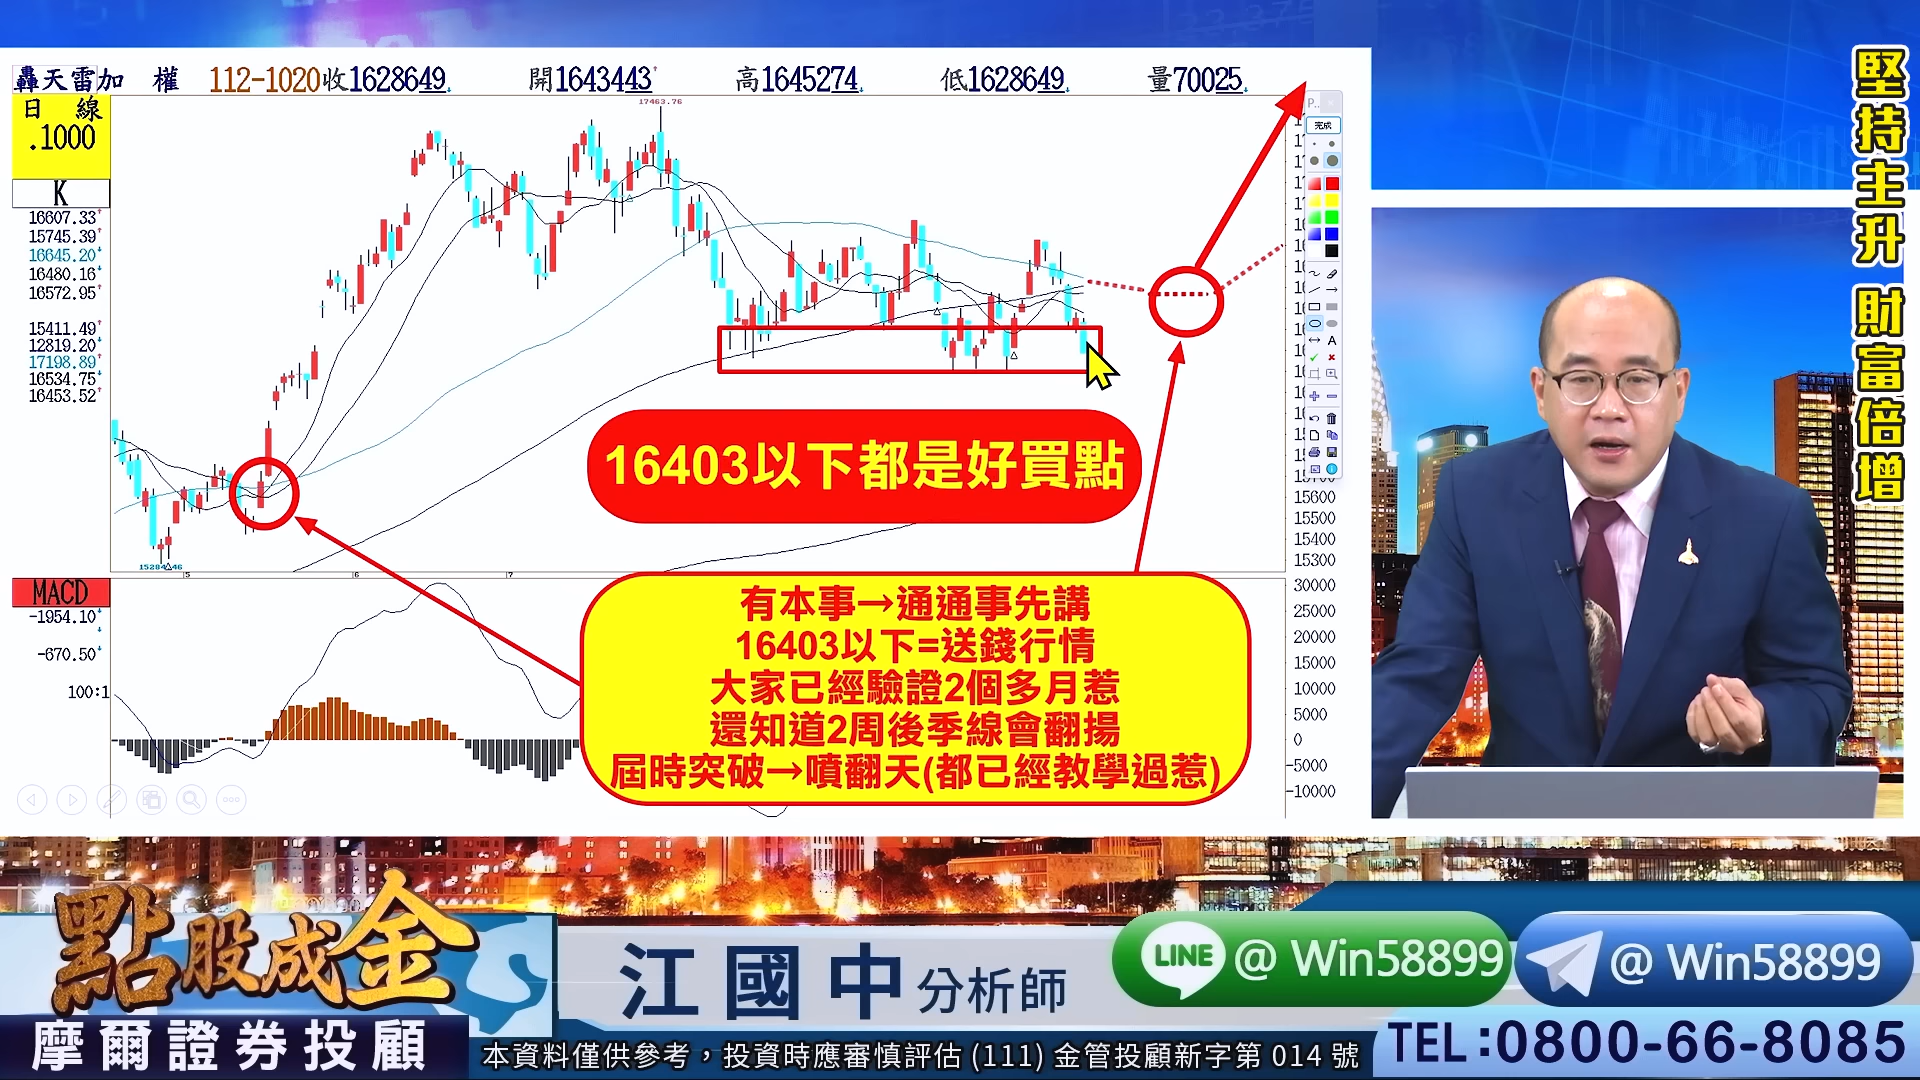 轟天雷加 權 112-1020收1628649 開1643443 高1645274 低1628649 量70025
日 線
.1000
K
16607.33
15745.39
16645.20
16480.16
16572.95
15411.49
12819.20
17198.89
16534.75
16453.52
17463.76
15284.46
5
6
7
完成
15600
15500
15400
15300
16403以下都是好買點
有本事→通通事先講
16403以下=送錢行情
大家已經驗證2個多月惹
還知道2周後季線會翻揚
屆時突破→噴翻天(都已經教學過惹)
MACD
-1954.10
-670.50
100:1
30000
25000
20000
15000
10000
5000
0
-5000
-10000
堅持主升 財富倍增
點股成金
摩爾證券投顧
江國中 分析師
LINE @ Win58899
@ Win58899
TEL:0800-66-8085
本資料僅供參考，投資時應審慎評估 (111) 金管投顧新字第 014 號